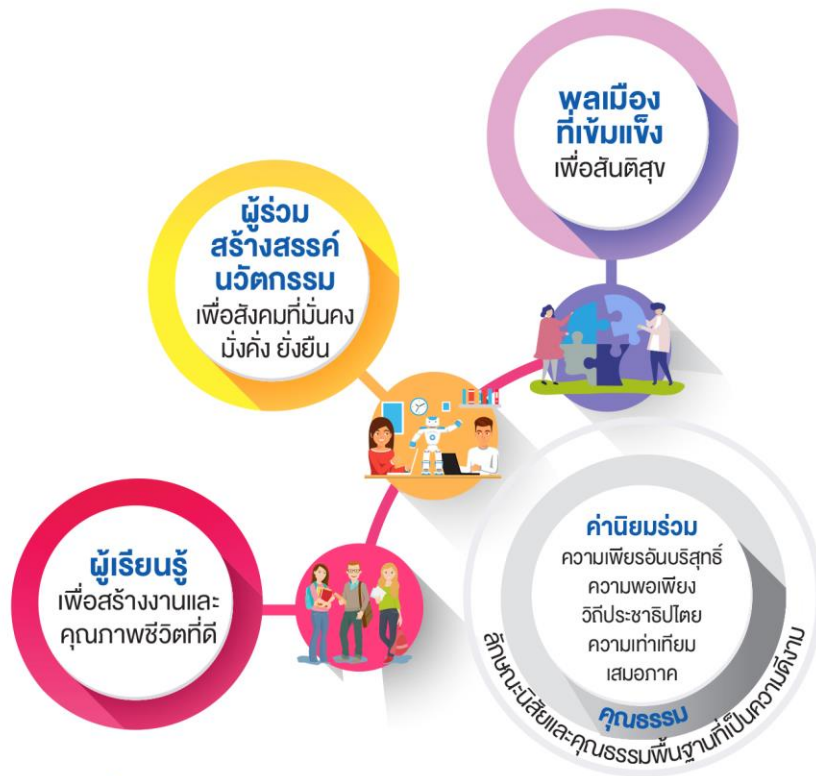 พลเมือง
ที่เข้มแข็ง
เพื่อสันติสุข
ผู้ร่วม
สร้างสรรค์
นวัตกรรม
เพื่อสังคมที่มั่นคง
มั่งคั่ง ยั่งยืน
ผู้เรียนรู้
เพื่อสร้างงานและ
คุณภาพชีวิตที่ดี
ค่านิยมร่วม
ความเพียรอันบริสุทธิ์
ความพอเพียง
วิถีประชาธิปไตย
ความเท่าเทียม
เสมอภาค
คุณธรรม
ลักษณะนิสัยและคุณธรรมพื้นฐานที่เป็นความดีงาม